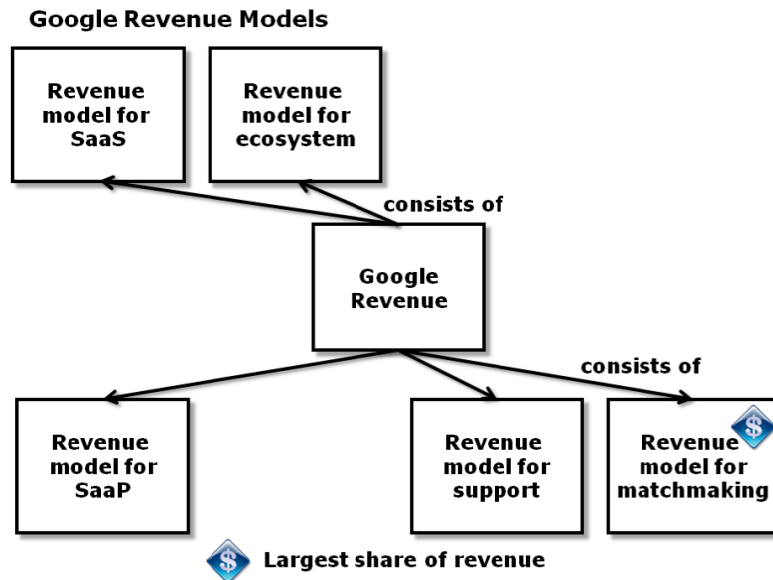 Google Revenue Models
Revenue
model for
SaaS
Revenue
model for
ecosystem
consists of
Google
Revenue
consists of
Revenue
model for
SaaP
Revenue
model for
support
Revenue
model for
matchmaking
$
$
Largest share of revenue